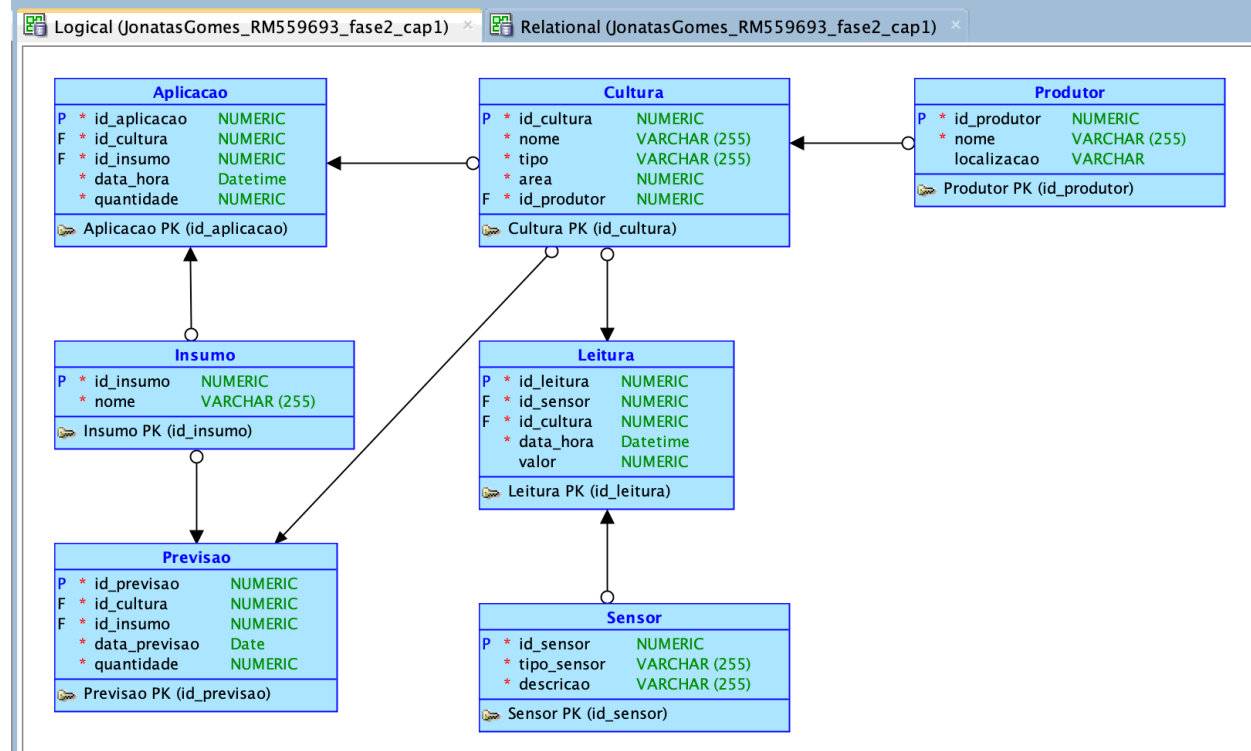 Logical (JonatasGomes_RM559693_fase2_cap1) × Relational (JonatasGomes_RM559693_fase2_cap1) ×
Aplicacao
P * id_aplicacao NUMERIC
F * id_cultura NUMERIC
F * id_insumo NUMERIC
* data_hora Datetime
* quantidade NUMERIC
Aplicacao PK (id_aplicacao)
Cultura
P * id_cultura NUMERIC
* nome VARCHAR (255)
* tipo VARCHAR (255)
* area NUMERIC
F * id_produtor NUMERIC
Cultura PK (id_cultura)
Produtor
P * id_produtor NUMERIC
* nome VARCHAR (255)
localizacao VARCHAR
Produtor PK (id_produtor)
Insumo
P * id_insumo NUMERIC
* nome VARCHAR (255)
Insumo PK (id_insumo)
Leitura
P * id_leitura NUMERIC
F * id_sensor NUMERIC
F * id_cultura NUMERIC
* data_hora Datetime
valor NUMERIC
Leitura PK (id_leitura)
Previsao
P * id_previsao NUMERIC
F * id_cultura NUMERIC
F * id_insumo NUMERIC
* data_previsao Date
* quantidade NUMERIC
Previsao PK (id_previsao)
Sensor
P * id_sensor NUMERIC
* tipo_sensor VARCHAR (255)
* descricao VARCHAR (255)
Sensor PK (id_sensor)